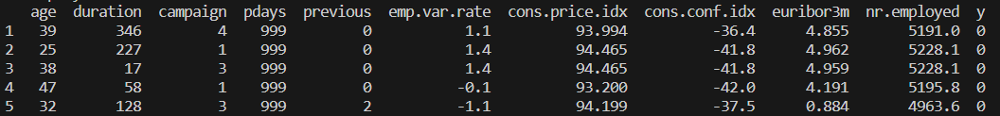 age duration campaign pdays previous emp.var.rate cons.price.idx cons.conf.idx euribor3m nr.employed y
1 39 346 4 999 0 1.1 93.994 -36.4 4.855 5191.0 0
2 25 227 1 999 0 1.4 94.465 -41.8 4.962 5228.1 0
3 38 17 3 999 0 1.4 94.465 -41.8 4.959 5228.1 0
4 47 58 1 999 0 -0.1 93.200 -42.0 4.191 5195.8 0
5 32 128 3 999 2 -1.1 94.199 -37.5 0.884 4963.6 0